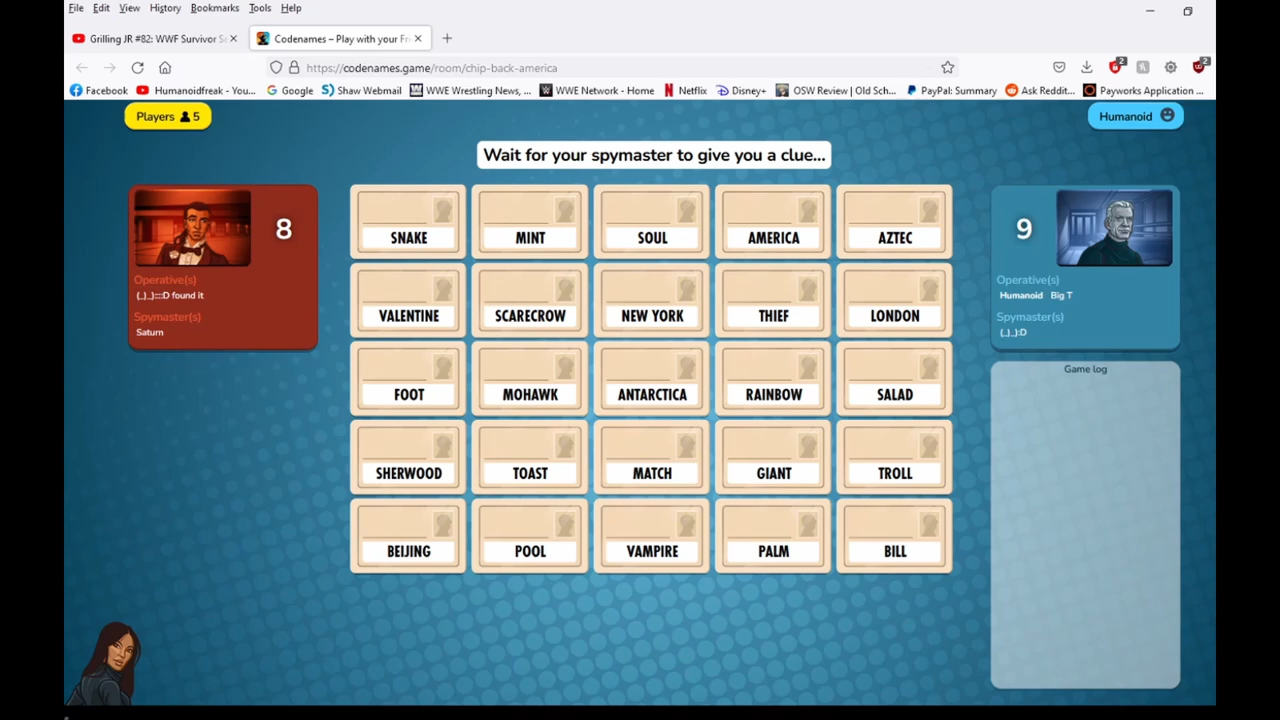 File Edit View History Bookmarks Tools Help
Grilling JR #82: WWF Survivor Se
Codenames – Play with your Fri
https://codenames.game/room/chip-back-america
2
2
Facebook Humanoidfreak - You... Google Shaw Webmail WWE Wrestling News, ... WWE Network - Home Netflix Disney+ OSW Review | Old Sch... PayPal: Summary Ask Reddit... Payworks Application ...
Players 5
Humanoid
Wait for your spymaster to give you a clue...
8
Operative(s)
(_)_):::D found it
Spymaster(s)
Saturn
SNAKE MINT SOUL AMERICA AZTEC
VALENTINE SCARECROW NEW YORK THIEF LONDON
FOOT MOHAWK ANTARCTICA RAINBOW SALAD
SHERWOOD TOAST MATCH GIANT TROLL
BEIJING POOL VAMPIRE PALM BILL
9
Operative(s)
Humanoid Big T
Spymaster(s)
(_)_):D
Game log